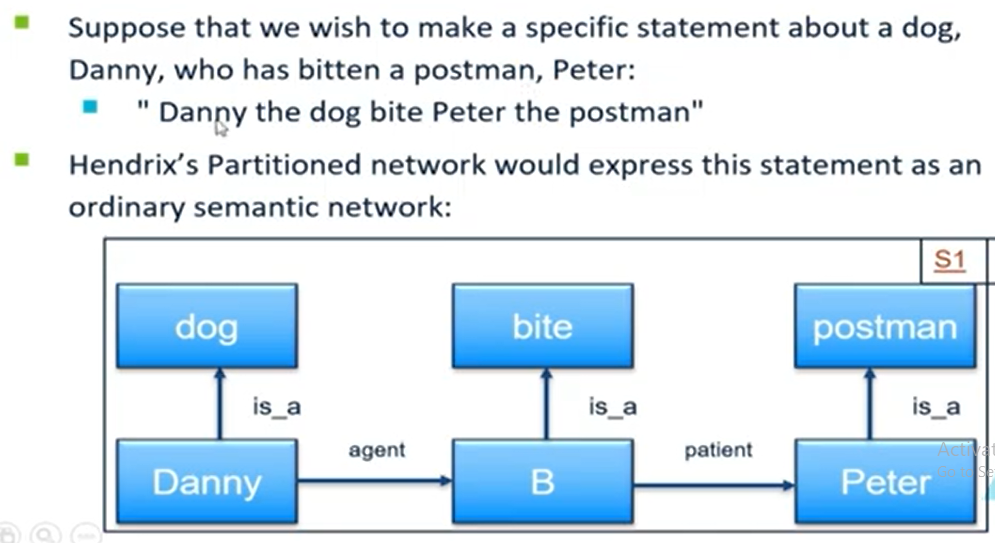 Suppose that we wish to make a specific statement about a dog,
Danny, who has bitten a postman, Peter:
" Danny the dog bite Peter the postman"
Hendrix's Partitioned network would express this statement as an
ordinary semantic network:
S1
dog
bite
postman
is_a
is_a
is_a
agent
patient
Danny
B
Peter
Activat